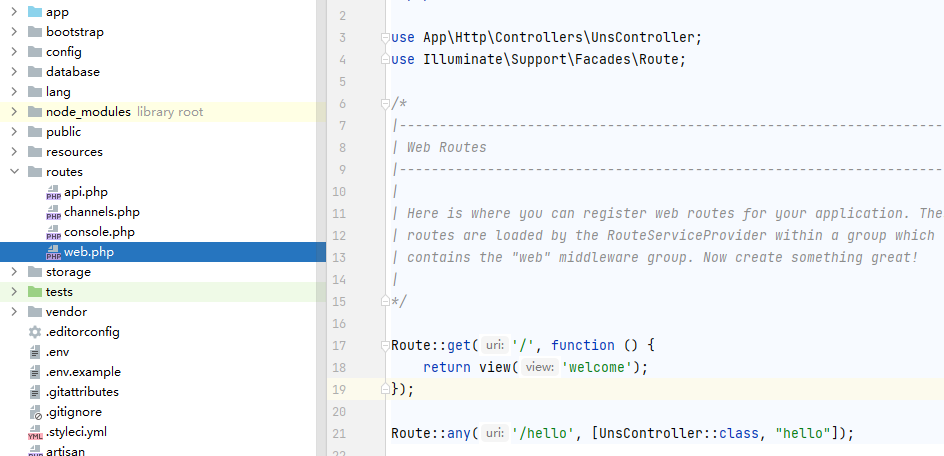 app
bootstrap
config
database
lang
node_modules library root
public
resources
routes
api.php
channels.php
console.php
web.php
storage
tests
vendor
.editorconfig
.env
.env.example
.gitattributes
.gitignore
.styleci.yml
artisan
2
3 use App\Http\Controllers\UnsController;
4 use Illuminate\Support\Facades\Route;
5
6 /*
7 |----------------------------------------------------------------------
8 | Web Routes
9 |----------------------------------------------------------------------
10 |
11 | Here is where you can register web routes for your application. The
12 | routes are loaded by the RouteServiceProvider within a group which
13 | contains the "web" middleware group. Now create something great!
14 |
15 */
16
17 Route::get( uri: '/', function () {
18 return view( view: 'welcome');
19 });
20
21 Route::any( uri: '/hello', [UnsController::class, "hello"]);